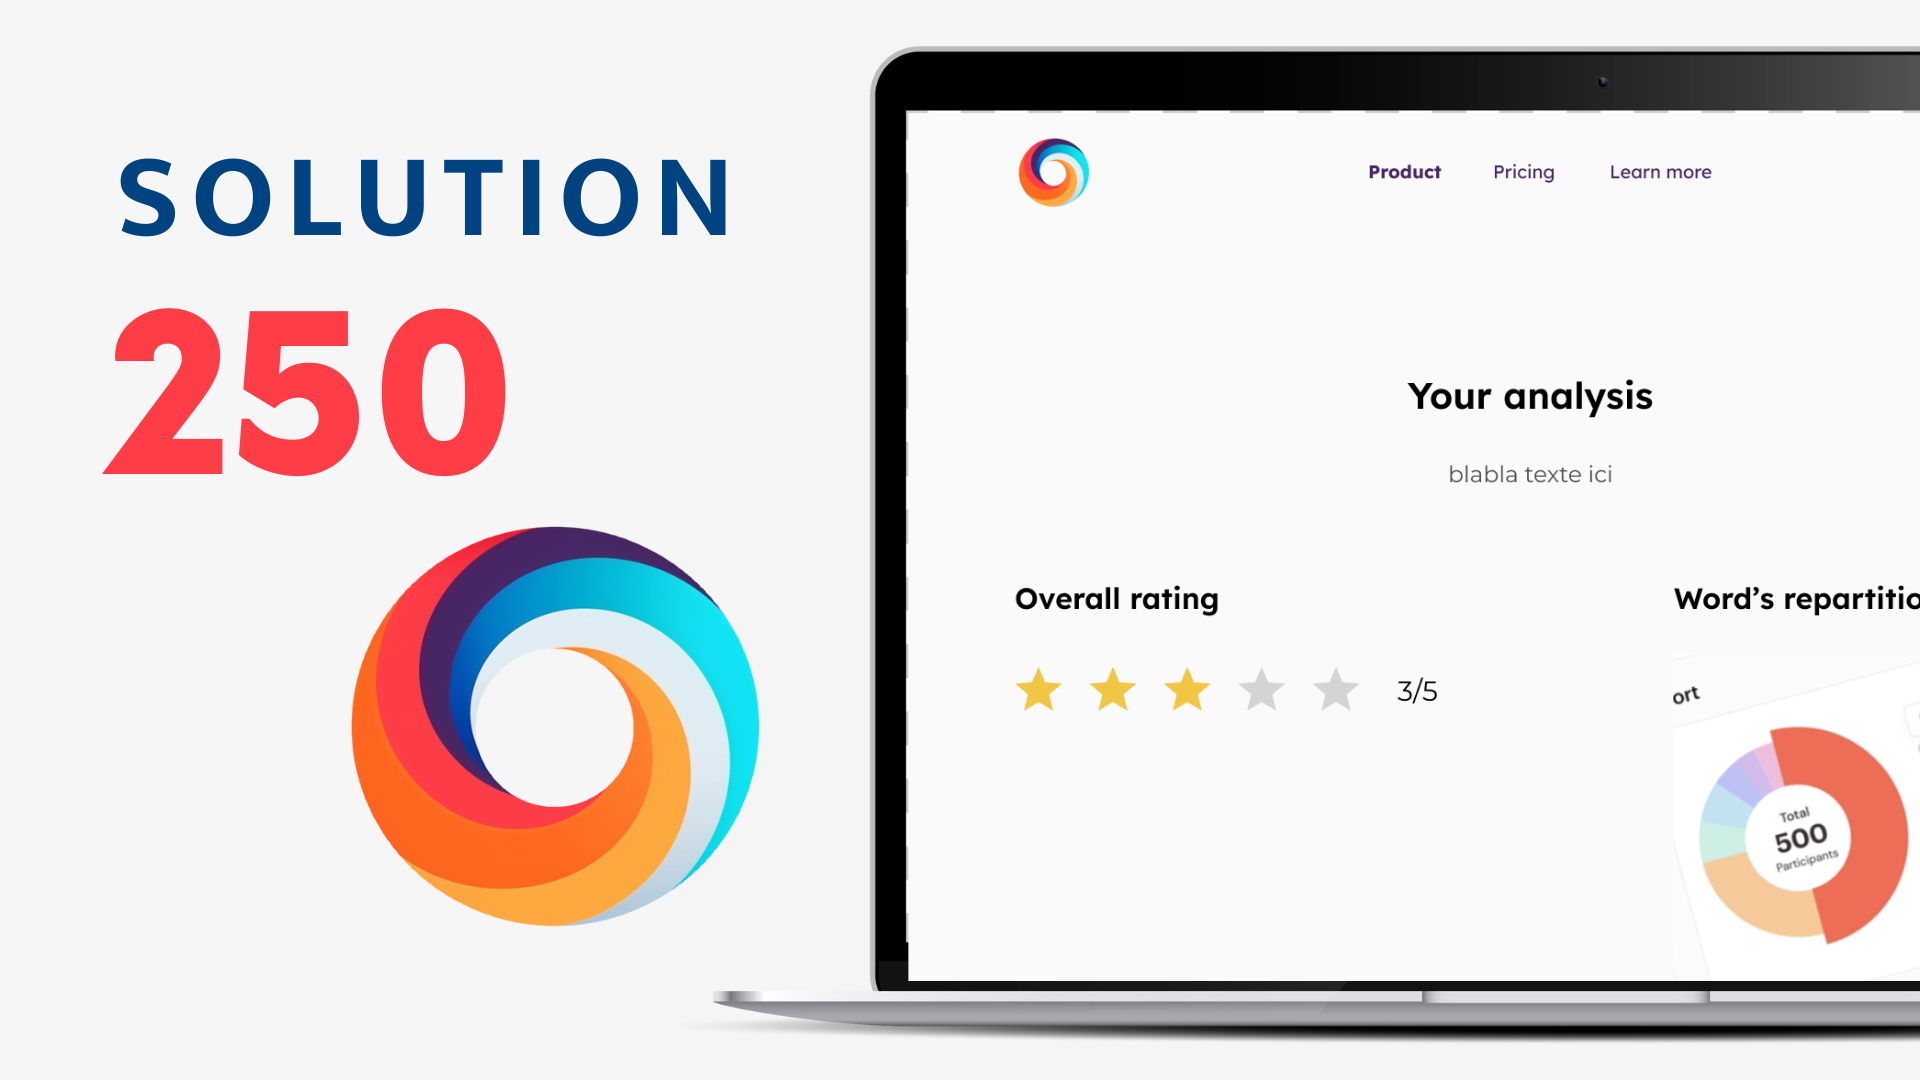 SOLUTION
250
Product Pricing Learn more
Your analysis
blabla texte ici
Overall rating
Word’s repartitio
3/5
ort
Total
500
Participants